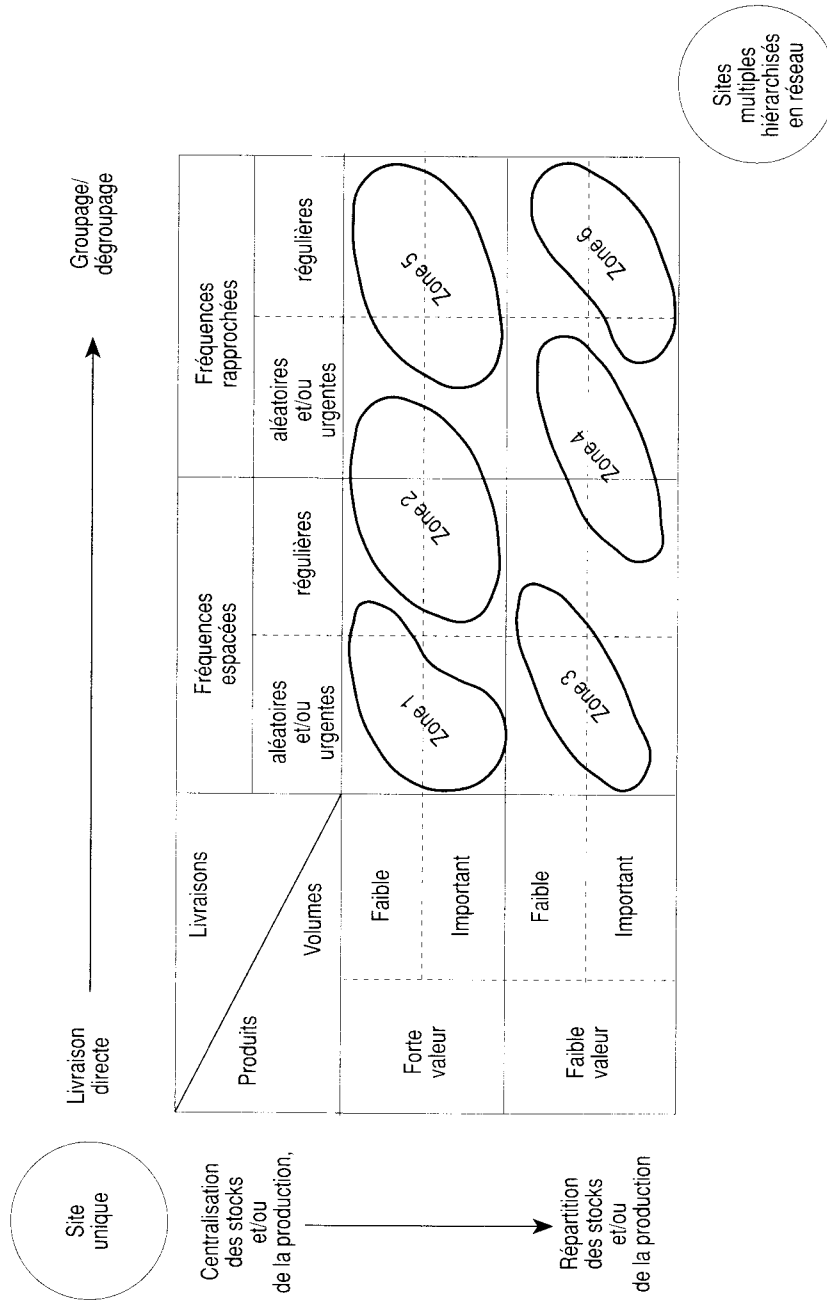 Site
unique
Livraison
directe
Groupage/
dégroupage
Centralisation
des stocks
et/ou
de la production,
Répartition
des stocks
et/ou
de la production
Livraisons
Produits
Volumes
Fréquences
espacées
Fréquences
rapprochées
aléatoires
et/ou
urgentes
régulières
aléatoires
et/ou
urgentes
régulières
Forte
valeur
Faible
Important
Faible
valeur
Faible
Important
Zone 1
Zone 2
Zone 5
Zone 3
Zone 4
Zone 6
Sites
multiples
hiérarchisés
en réseau